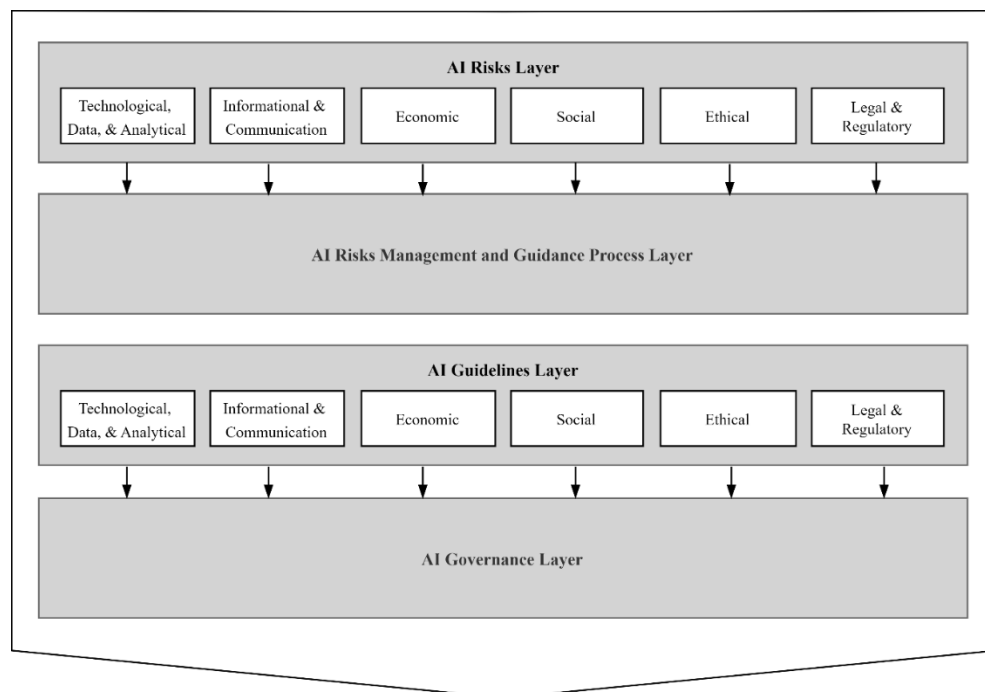 AI Risks Layer
Technological,
Data, & Analytical
Informational &
Communication
Economic
Social
Ethical
Legal &
Regulatory
AI Risks Management and Guidance Process Layer
AI Guidelines Layer
Technological,
Data, & Analytical
Informational &
Communication
Economic
Social
Ethical
Legal &
Regulatory
AI Governance Layer